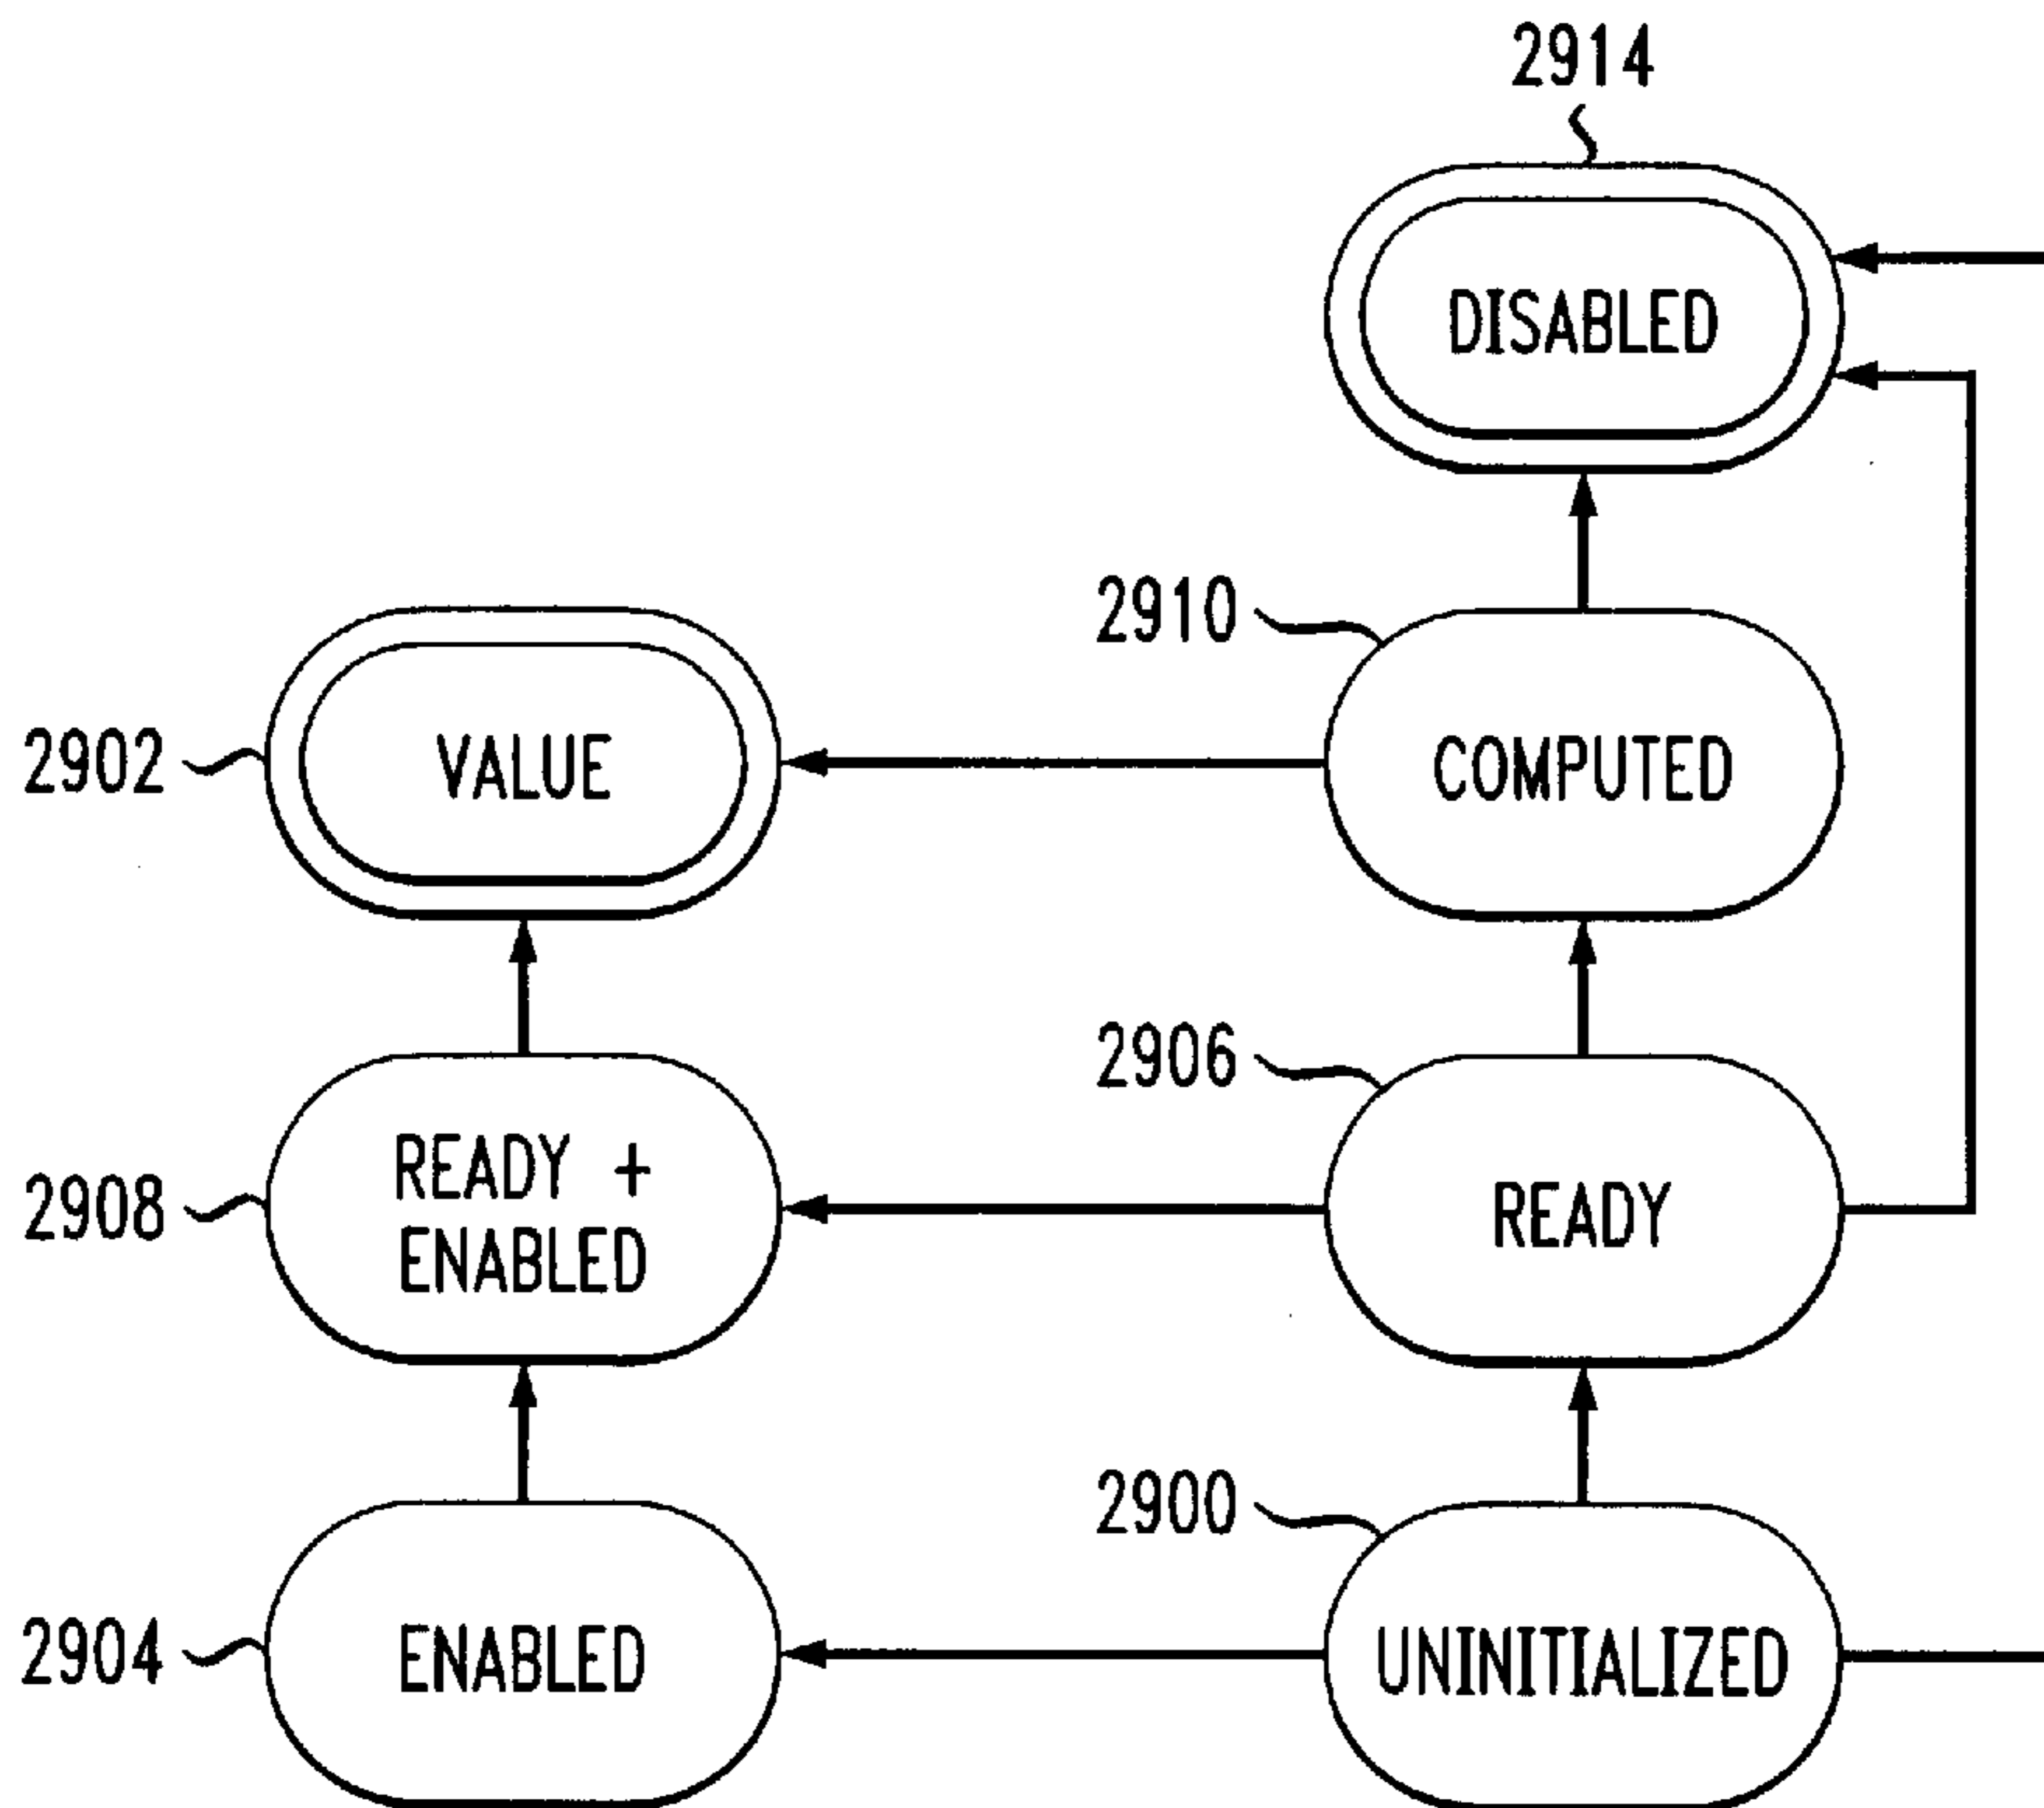 2914
DISABLED
2910
2902
VALUE
COMPUTED
2906
2908
READY +
ENABLED
READY
2900
2904
ENABLED
UNINITIALIZED